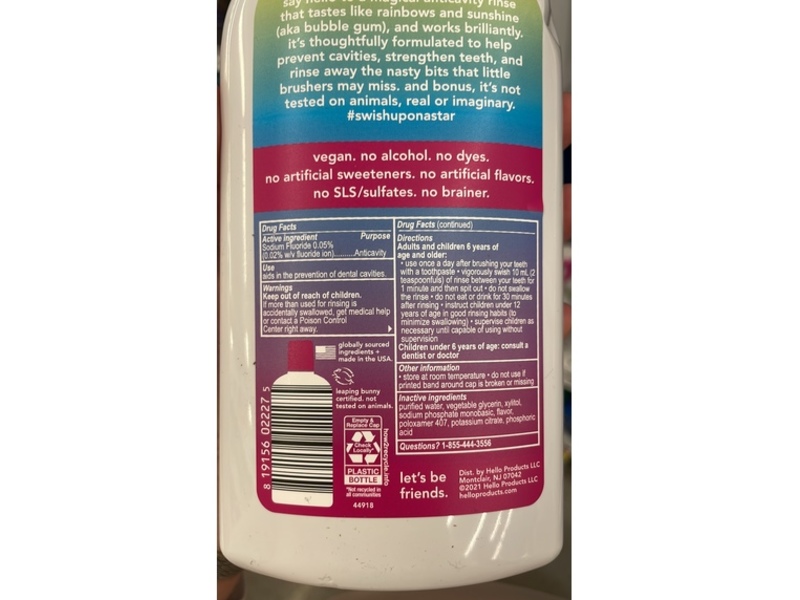 say hello to a magical anticavity rinse
that tastes like rainbows and sunshine
(aka bubble gum), and works brilliantly.
it's thoughtfully formulated to help
prevent cavities, strengthen teeth, and
rinse away the nasty bits that little
brushers may miss. and bonus, it's not
tested on animals, real or imaginary.
#swishuponastar
vegan. no alcohol. no dyes.
no artificial sweeteners. no artificial flavors.
no SLS/sulfates. no brainer.
Drug Facts
Active Ingredient Purpose
Sodium Fluoride 0.05%
(0.02% w/v fluoride ion)..........Anticavity
Use
aids in the prevention of dental cavities.
Warnings
Keep out of reach of children.
If more than used for rinsing is
accidentally swallowed, get medical help
or contact a Poison Control
Center right away.
Drug Facts (continued)
Directions
Adults and children 6 years of
age and older:
• use once a day after brushing your teeth
with a toothpaste • vigorously swish 10 mL (2
teaspoonfuls) of rinse between your teeth for
1 minute and then spit out • do not swallow
the rinse • do not eat or drink for 30 minutes
after rinsing • instruct children under 12
years of age in good rinsing habits (to
minimize swallowing) • supervise children as
necessary until capable of using without
supervision
Children under 6 years of age: consult a
dentist or doctor
Other information
• store at room temperature • do not use if
printed band around cap is broken or missing
Inactive ingredients
purified water, vegetable glycerin, xylitol,
sodium phosphate monobasic, flavor,
poloxamer 407, potassium citrate, phosphoric
acid
Questions? 1-855-444-3556
globally sourced
ingredients +
made in the USA.
leaping bunny
certified. not
tested on animals.
8 19156 02227 5
Empty &
Replace Cap
Check
Locally*
PLASTIC
BOTTLE
*Not recycled in
all communities
how2recycle.info
44918
let's be
friends.
Dist. by Hello Products LLC
Montclair, NJ 07042
©2021 Hello Products LLC
helloproducts.com